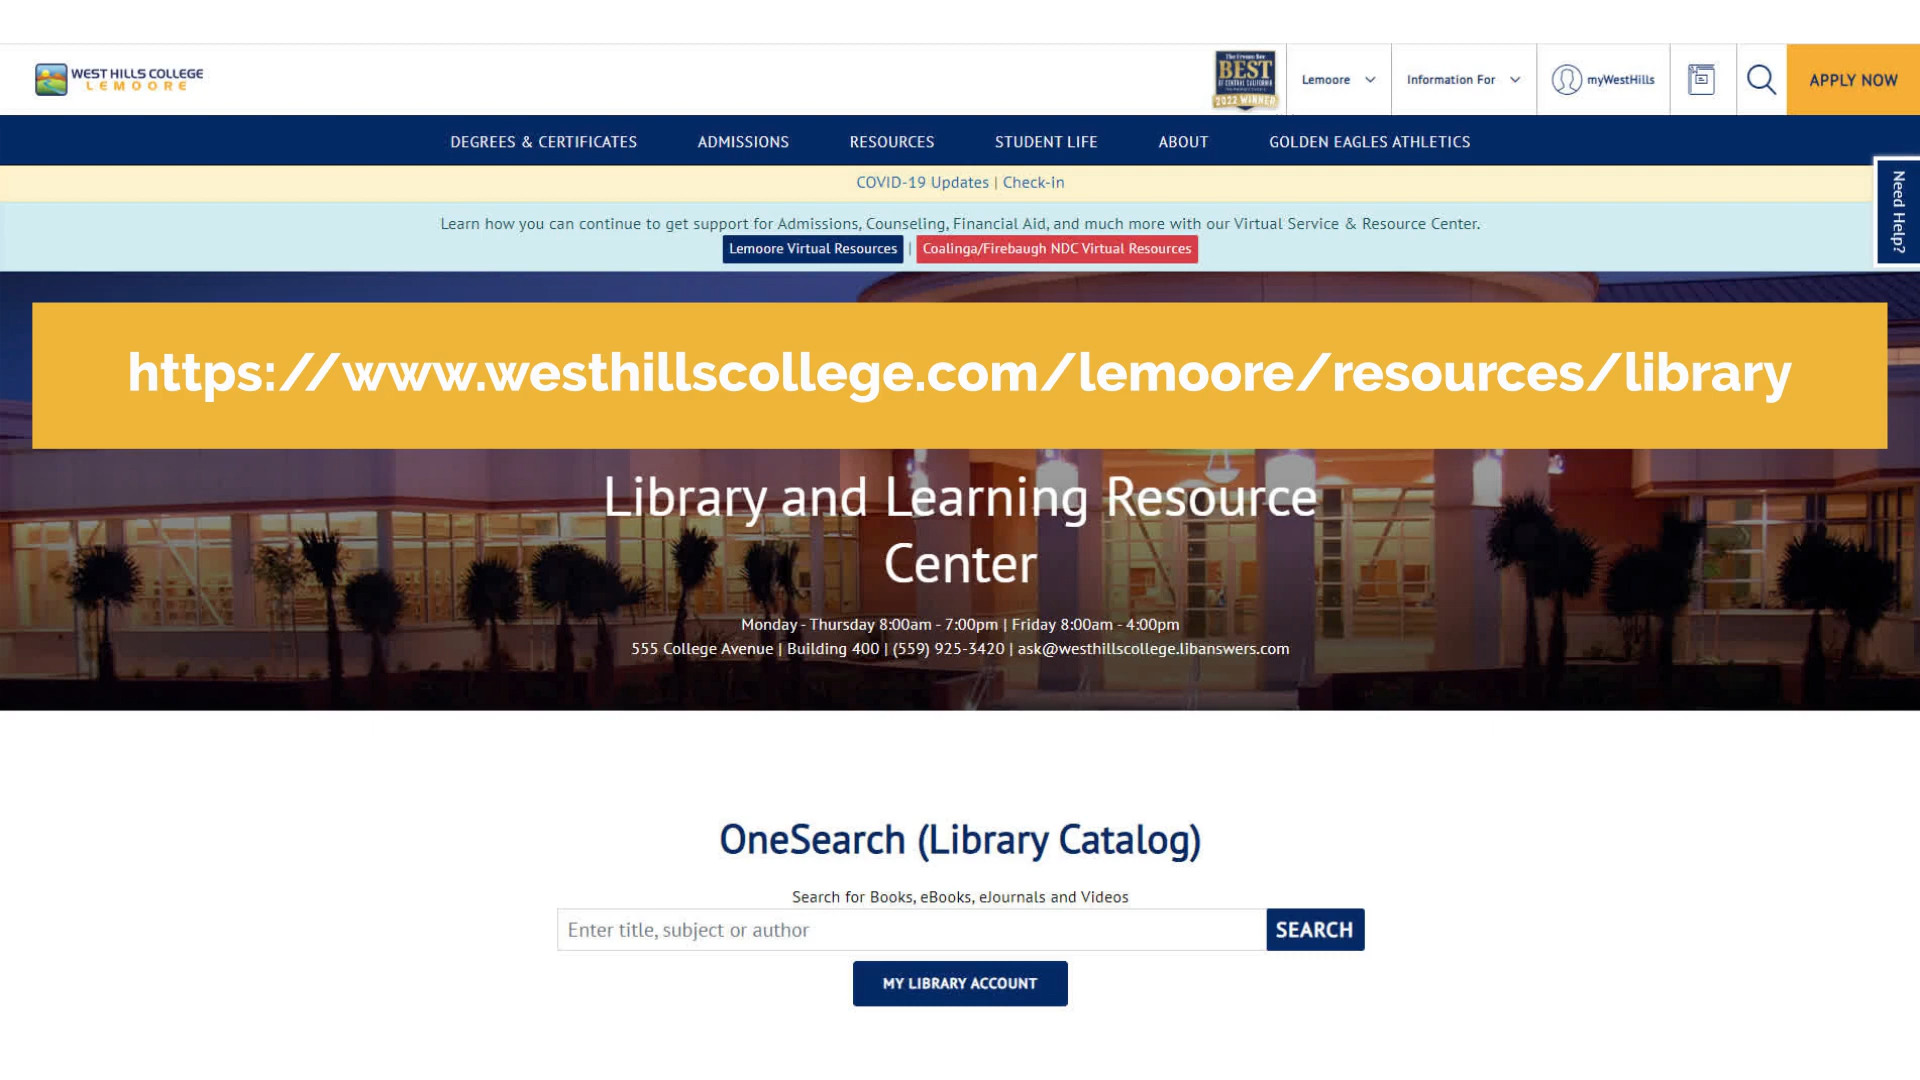 WEST HILLS COLLEGE
LEMOORE
The Fresno Bee
BEST
OF CENTRAL CALIFORNIA
2022 WINNER
Lemoore
Information For
myWestHills
APPLY NOW
DEGREES & CERTIFICATES
ADMISSIONS
RESOURCES
STUDENT LIFE
ABOUT
GOLDEN EAGLES ATHLETICS
COVID-19 Updates | Check-in
Need Help?
Learn how you can continue to get support for Admissions, Counseling, Financial Aid, and much more with our Virtual Service & Resource Center.
Lemoore Virtual Resources | Coalinga/Firebaugh NDC Virtual Resources
https://www.westhillscollege.com/lemoore/resources/library
Library and Learning Resource
Center
Monday - Thursday 8:00am - 7:00pm | Friday 8:00am - 4:00pm
555 College Avenue | Building 400 | (559) 925-3420 | ask@westhillscollege.libanswers.com
OneSearch (Library Catalog)
Search for Books, eBooks, eJournals and Videos
Enter title, subject or author
SEARCH
MY LIBRARY ACCOUNT